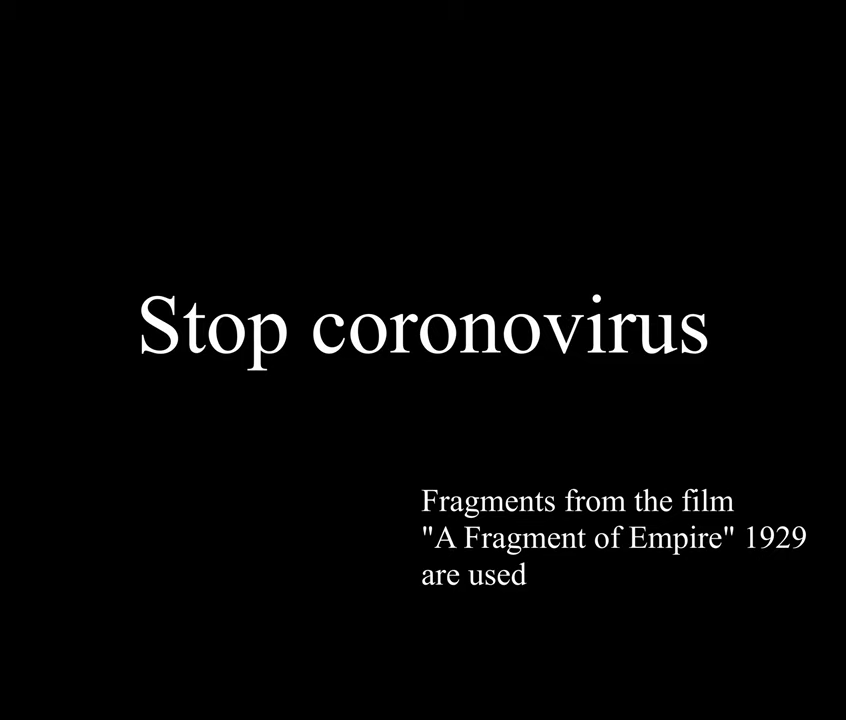 Stop coronovirus
Fragments from the film
"A Fragment of Empire" 1929
are used